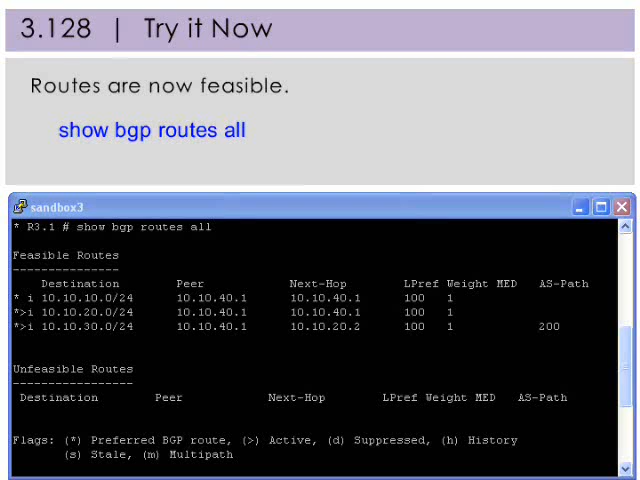 3.128 | Try it Now
Routes are now feasible.
show bgp routes all
sandbox3
* R3.1 # show bgp routes all
Feasible Routes
---------------
Destination Peer Next-Hop LPref Weight MED AS-Path
* i 10.10.10.0/24 10.10.40.1 10.10.40.1 100 1
*>i 10.10.20.0/24 10.10.40.1 10.10.40.1 100 1
*>i 10.10.30.0/24 10.10.40.1 10.10.20.2 100 1 200
Unfeasible Routes
-----------------
Destination Peer Next-Hop LPref Weight MED AS-Path
Flags: (*) Preferred BGP route, (>) Active, (d) Suppressed, (h) History
(s) Stale, (m) Multipath